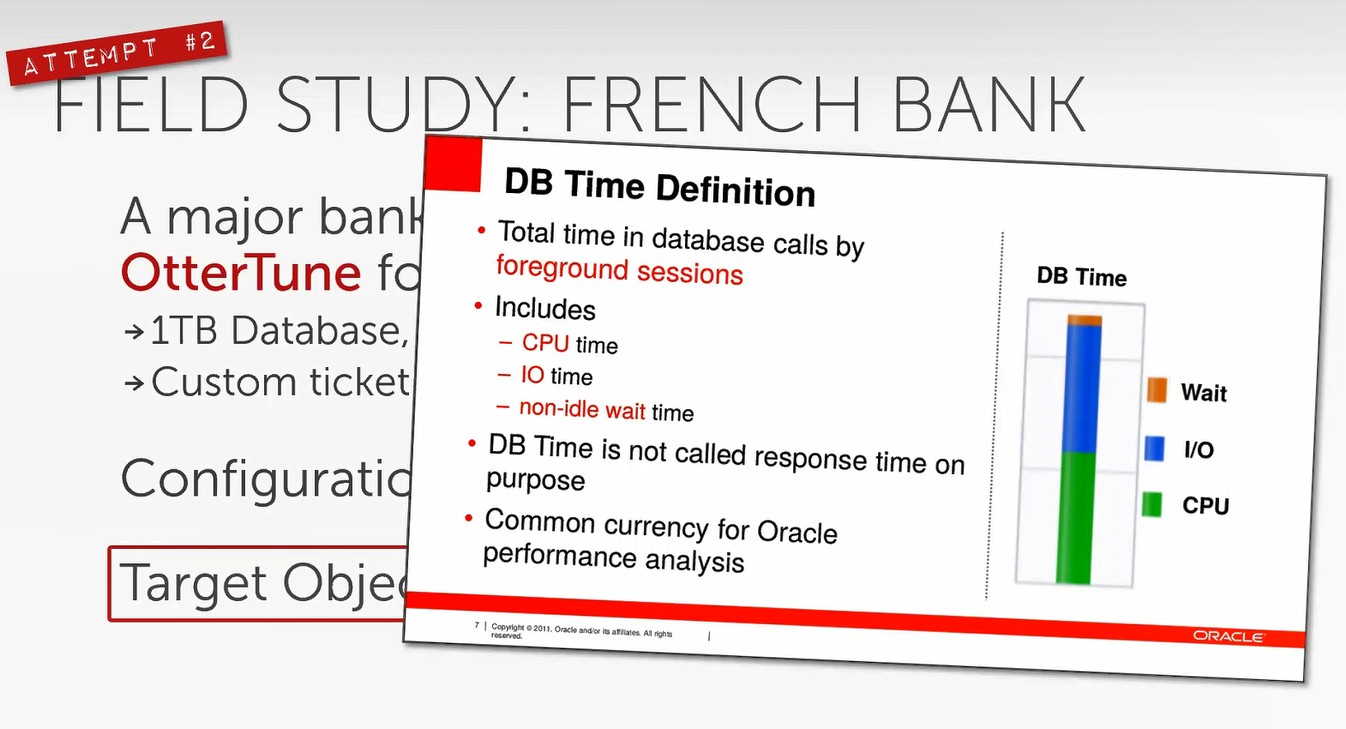 ATTEMPT #2
FIELD STUDY: FRENCH BANK
A major bank
OtterTune fo
→1TB Database,
→Custom ticket
Configuratio
Target Objec
DB Time Definition
• Total time in database calls by
foreground sessions
• Includes
– CPU time
– IO time
– non-idle wait time
• DB Time is not called response time on
purpose
• Common currency for Oracle
performance analysis
DB Time
Wait
I/O
CPU
7 | Copyright © 2011, Oracle and/or its affiliates. All rights
reserved. |
ORACLE